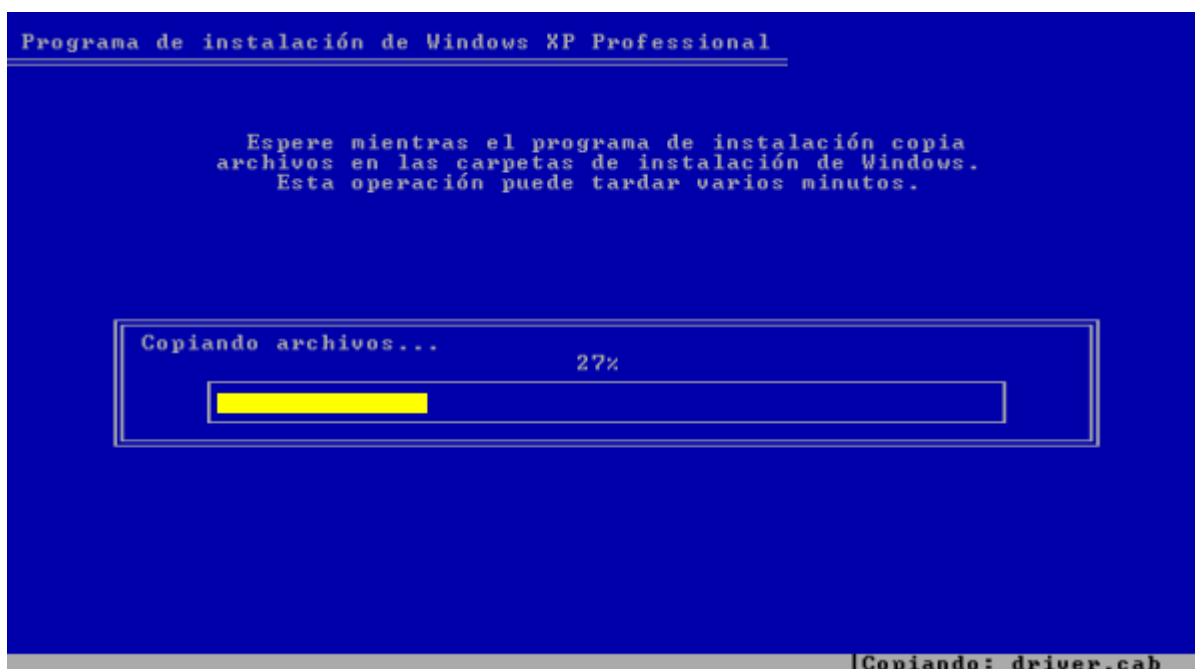 Programa de instalación de Windows XP Professional
Espere mientras el programa de instalación copia
archivos en las carpetas de instalación de Windows.
Esta operación puede tardar varios minutos.
Copiando archivos...
27%
Copiando: driver.cab